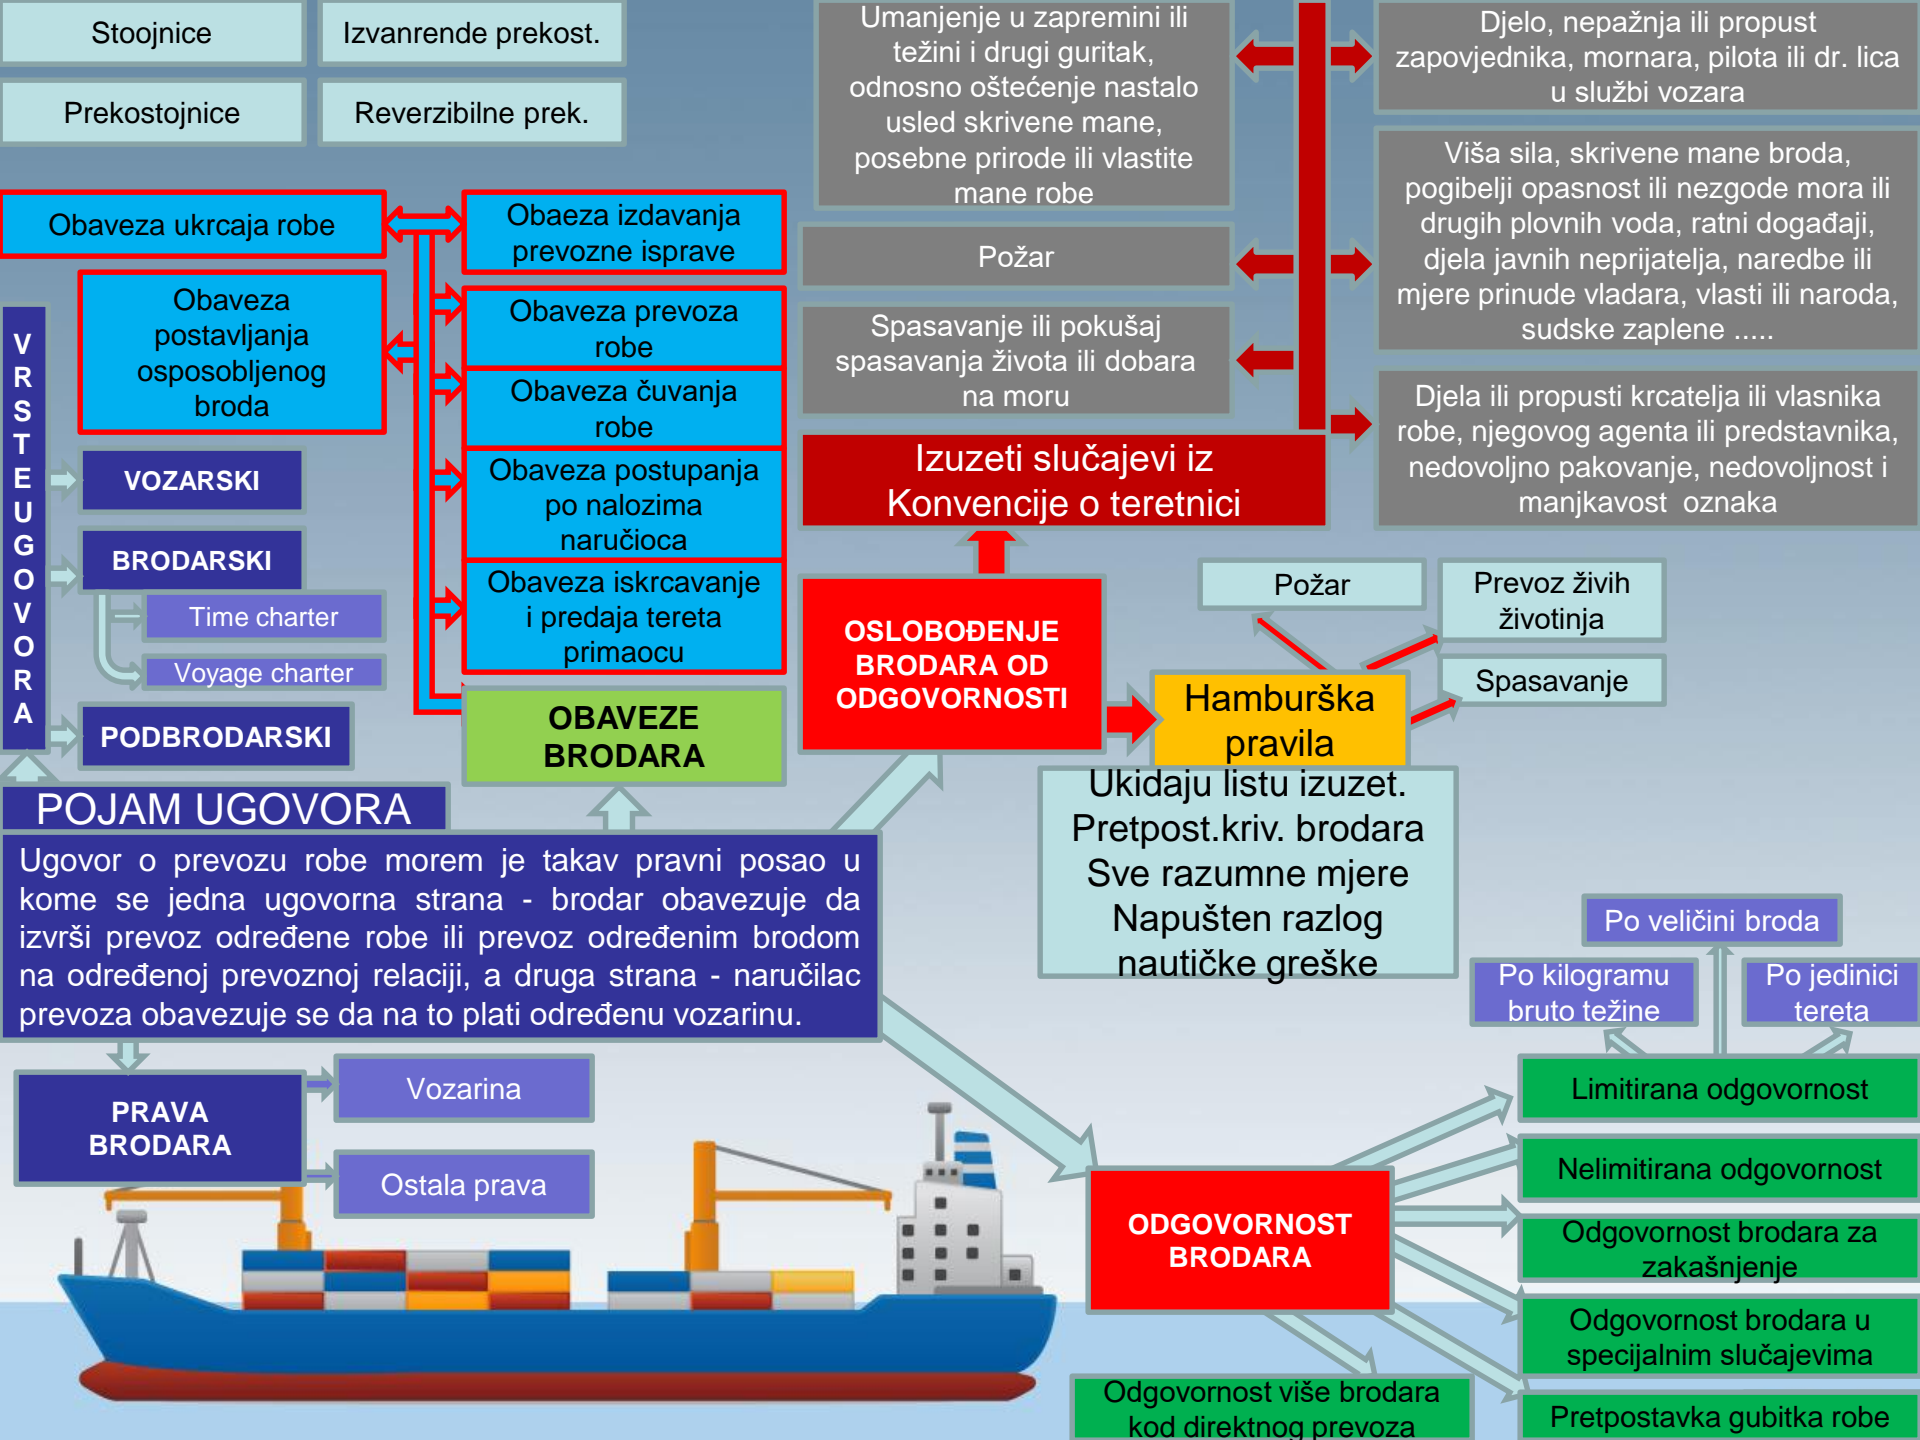 Stoojnice
Izvanrende prekost.
Prekostojnice
Reverzibilne prek.
Umanjenje u zapremini ili
težini i drugi guritak,
odnosno oštećenje nastalo
usled skrivene mane,
posebne prirode ili vlastite
mane robe
Djelo, nepažnja ili propust
zapovjednika, mornara, pilota ili dr. lica
u službi vozara
Požar
Viša sila, skrivene mane broda,
pogibelji opasnost ili nezgode mora ili
drugih plovnih voda, ratni događaji,
djela javnih neprijatelja, naredbe ili
mjere prinude vladara, vlasti ili naroda,
sudske zaplene .....
Spasavanje ili pokušaj
spasavanja života ili dobara
na moru
Djela ili propusti krcatelja ili vlasnika
robe, njegovog agenta ili predstavnika,
nedovoljno pakovanje, nedovoljnost i
manjkavost oznaka
Izuzeti slučajevi iz
Konvencije o teretnici
Obaveza ukrcaja robe
Obaeza izdavanja
prevozne isprave
Obaveza
postavljanja
osposobljenog
broda
Obaveza prevoza
robe
Obaveza čuvanja
robe
Obaveza postupanja
po nalozima
naručioca
Obaveza iskrcavanje
i predaja tereta
primaocu
OBAVEZE
BRODARA
V
R
S
T
E
U
G
O
V
O
R
A
VOZARSKI
BRODARSKI
Time charter
Voyage charter
PODBRODARSKI
OSLOBOĐENJE
BRODARA OD
ODGOVORNOSTI
Požar
Prevoz živih
životinja
Spasavanje
Hamburška
pravila
Ukidaju listu izuzet.
Pretpost.kriv. brodara
Sve razumne mjere
Napušten razlog
nautičke greške
POJAM UGOVORA
Ugovor o prevozu robe morem je takav pravni posao u
kome se jedna ugovorna strana - brodar obavezuje da
izvrši prevoz određene robe ili prevoz određenim brodom
na određenoj prevoznoj relaciji, a druga strana - naručilac
prevoza obavezuje se da na to plati određenu vozarinu.
PRAVA
BRODARA
Vozarina
Ostala prava
Po veličini broda
Po kilogramu
bruto težine
Po jedinici
tereta
Limitirana odgovornost
Nelimitirana odgovornost
Odgovornost brodara za
zakašnjenje
Odgovornost brodara u
specijalnim slučajevima
Pretpostavka gubitka robe
ODGOVORNOST
BRODARA
Odgovornost više brodara
kod direktnog prevoza